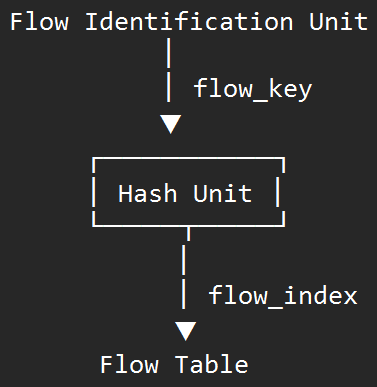 Flow Identification Unit
flow_key
Hash Unit
flow_index
Flow Table